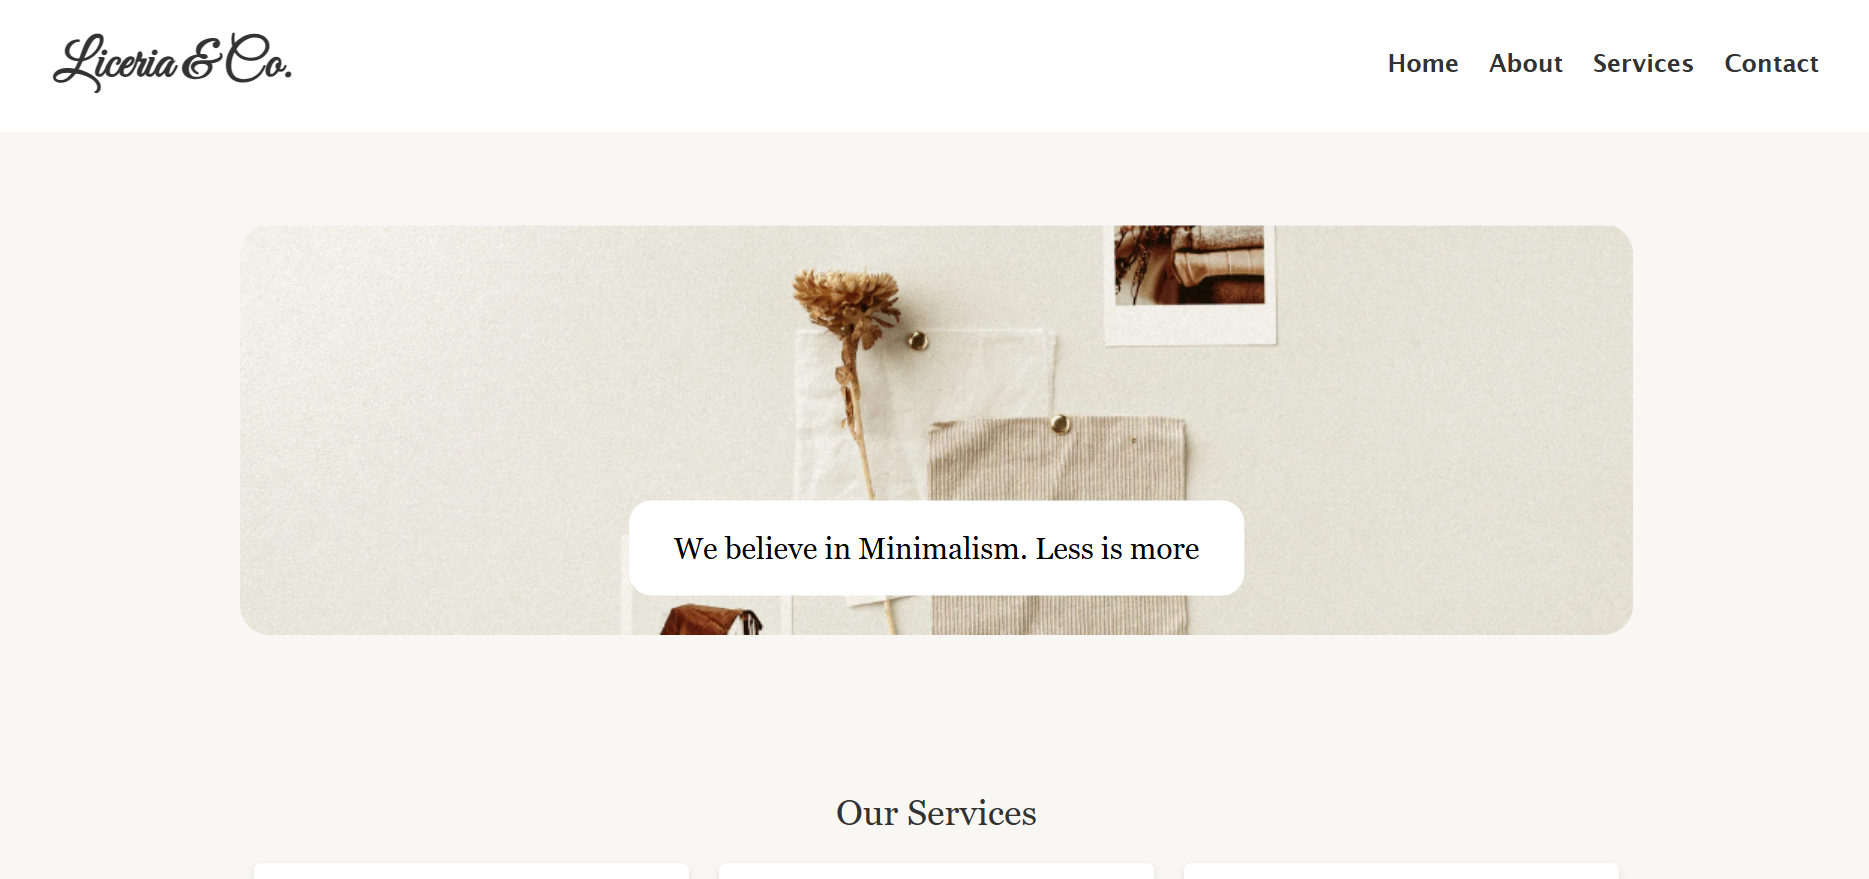 Liceria & Co.
Home About Services Contact
We believe in Minimalism. Less is more
Our Services